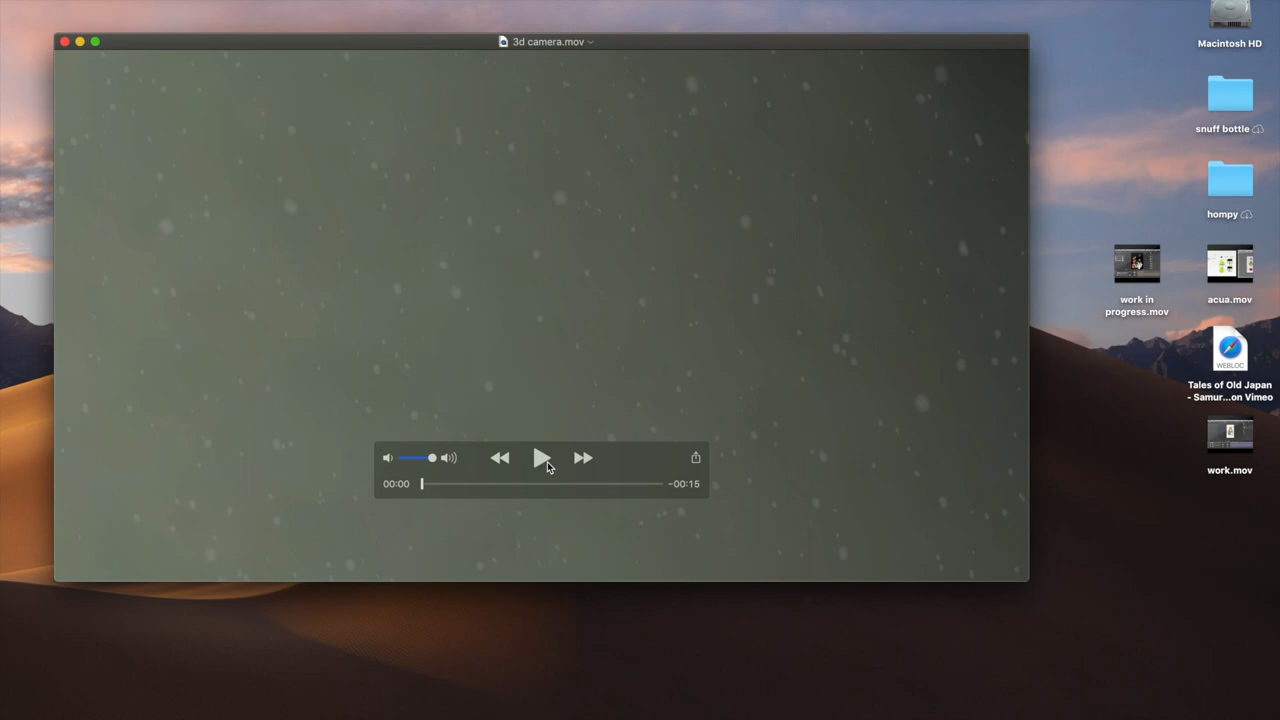 3d camera.mov
Macintosh HD
snuff bottle
hompy
work in
progress.mov
acua.mov
WEBLOC
Tales of Old Japan
- Samur...on Vimeo
work.mov
00:00
-00:15